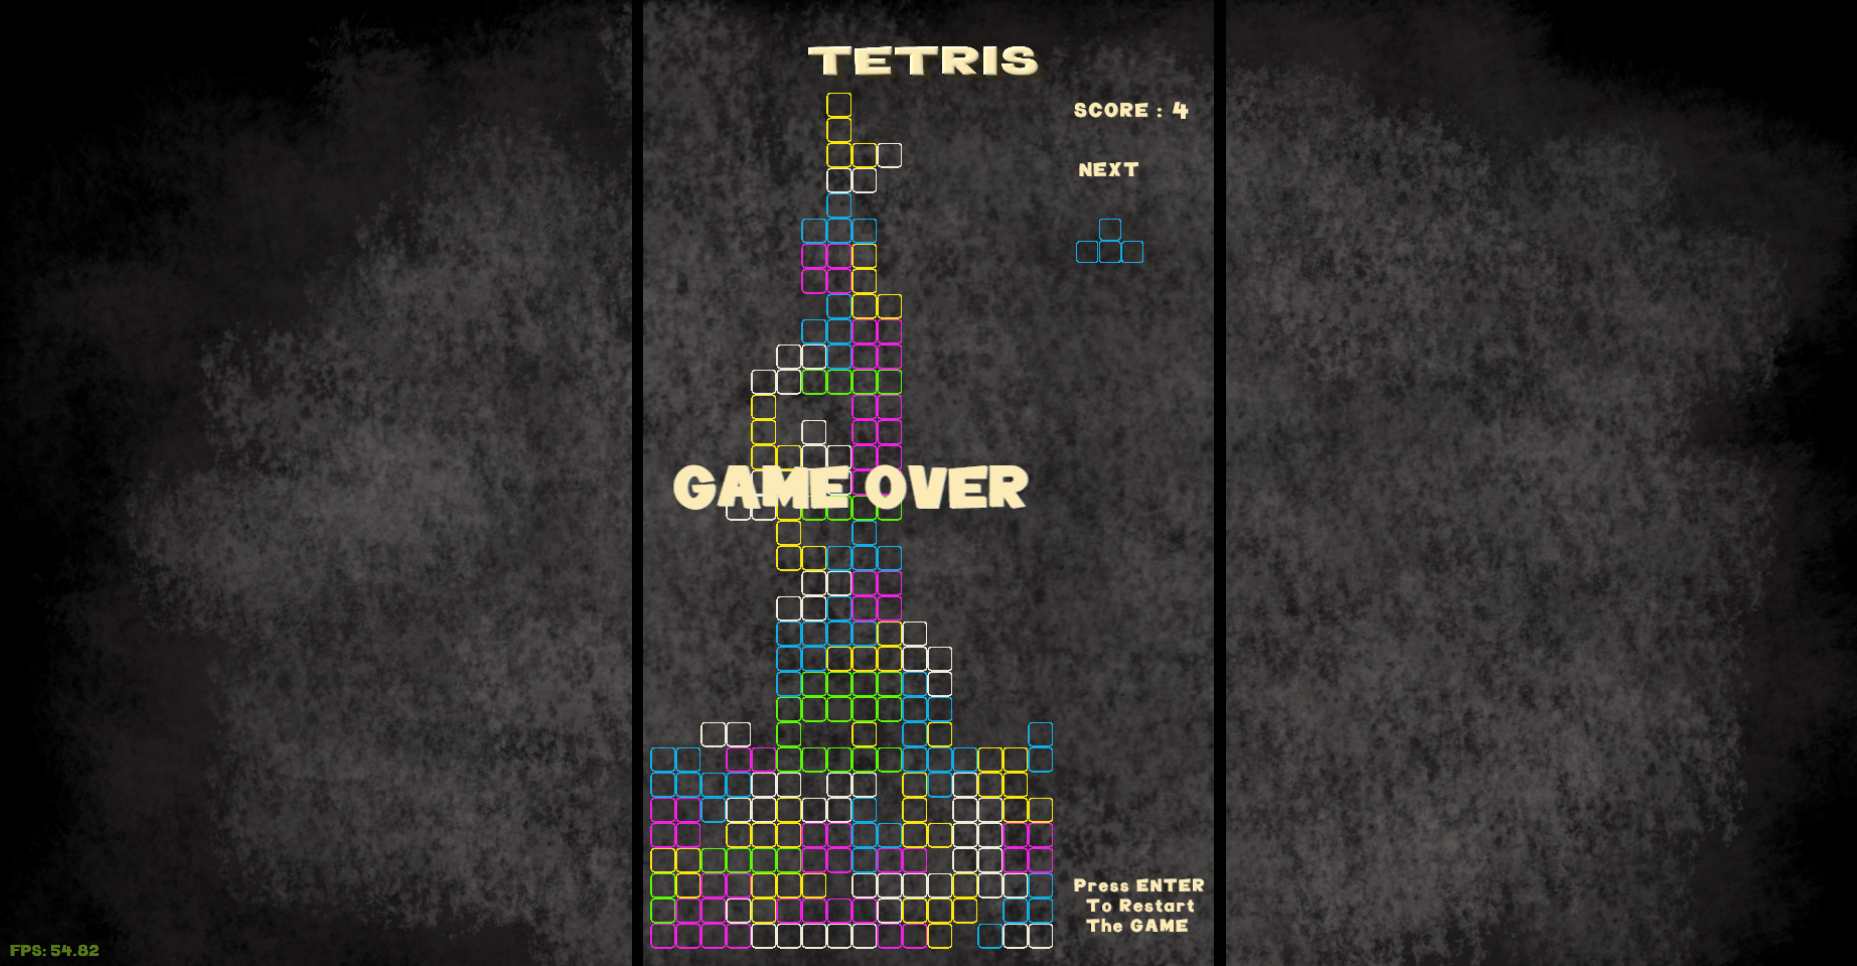 TETRIS
SCORE : 4
NEXT
GAME OVER
Press ENTER
To Restart
The GAME
FPS: 54.82